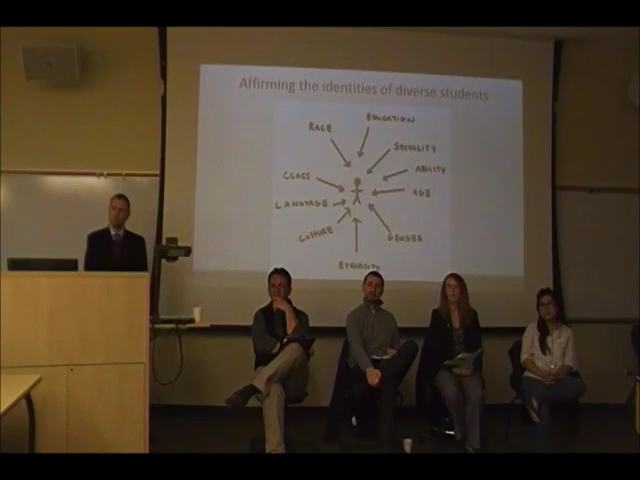 Affirming the identities of diverse students
EDUCATION
RACE
SEXUALITY
ABILITY
CLASS
AGE
LANGUAGE
CULTURE
GENDER
ETHNICITY